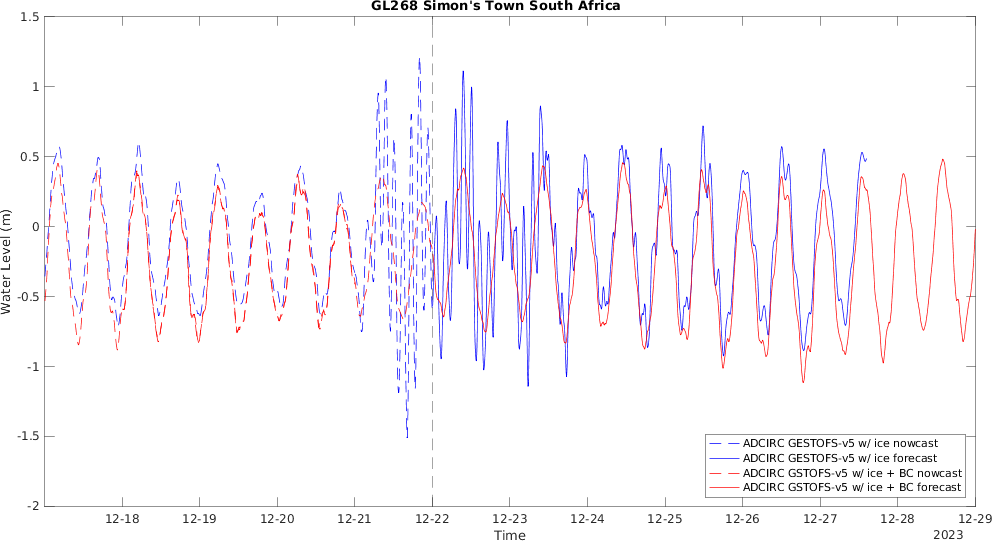 GL268 Simon's Town South Africa
1.5
1
0.5
0
-0.5
-1
-1.5
-2
Water Level (m)
12-18 12-19 12-20 12-21 12-22 12-23 12-24 12-25 12-26 12-27 12-28 12-29
Time
2023
ADCIRC GESTOFS-v5 w/ ice nowcast
ADCIRC GESTOFS-v5 w/ ice forecast
ADCIRC GSTOFS-v5 w/ ice + BC nowcast
ADCIRC GSTOFS-v5 w/ ice + BC forecast